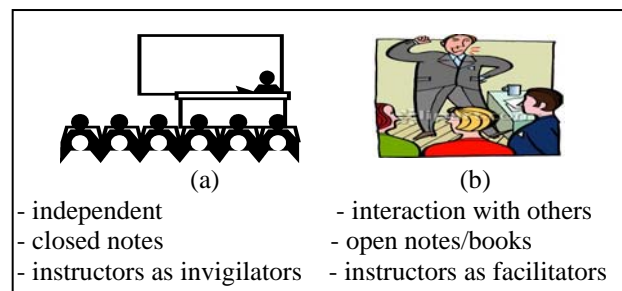 (a) (b)
- independent - interaction with others
- closed notes - open notes/books
- instructors as invigilators - instructors as facilitators